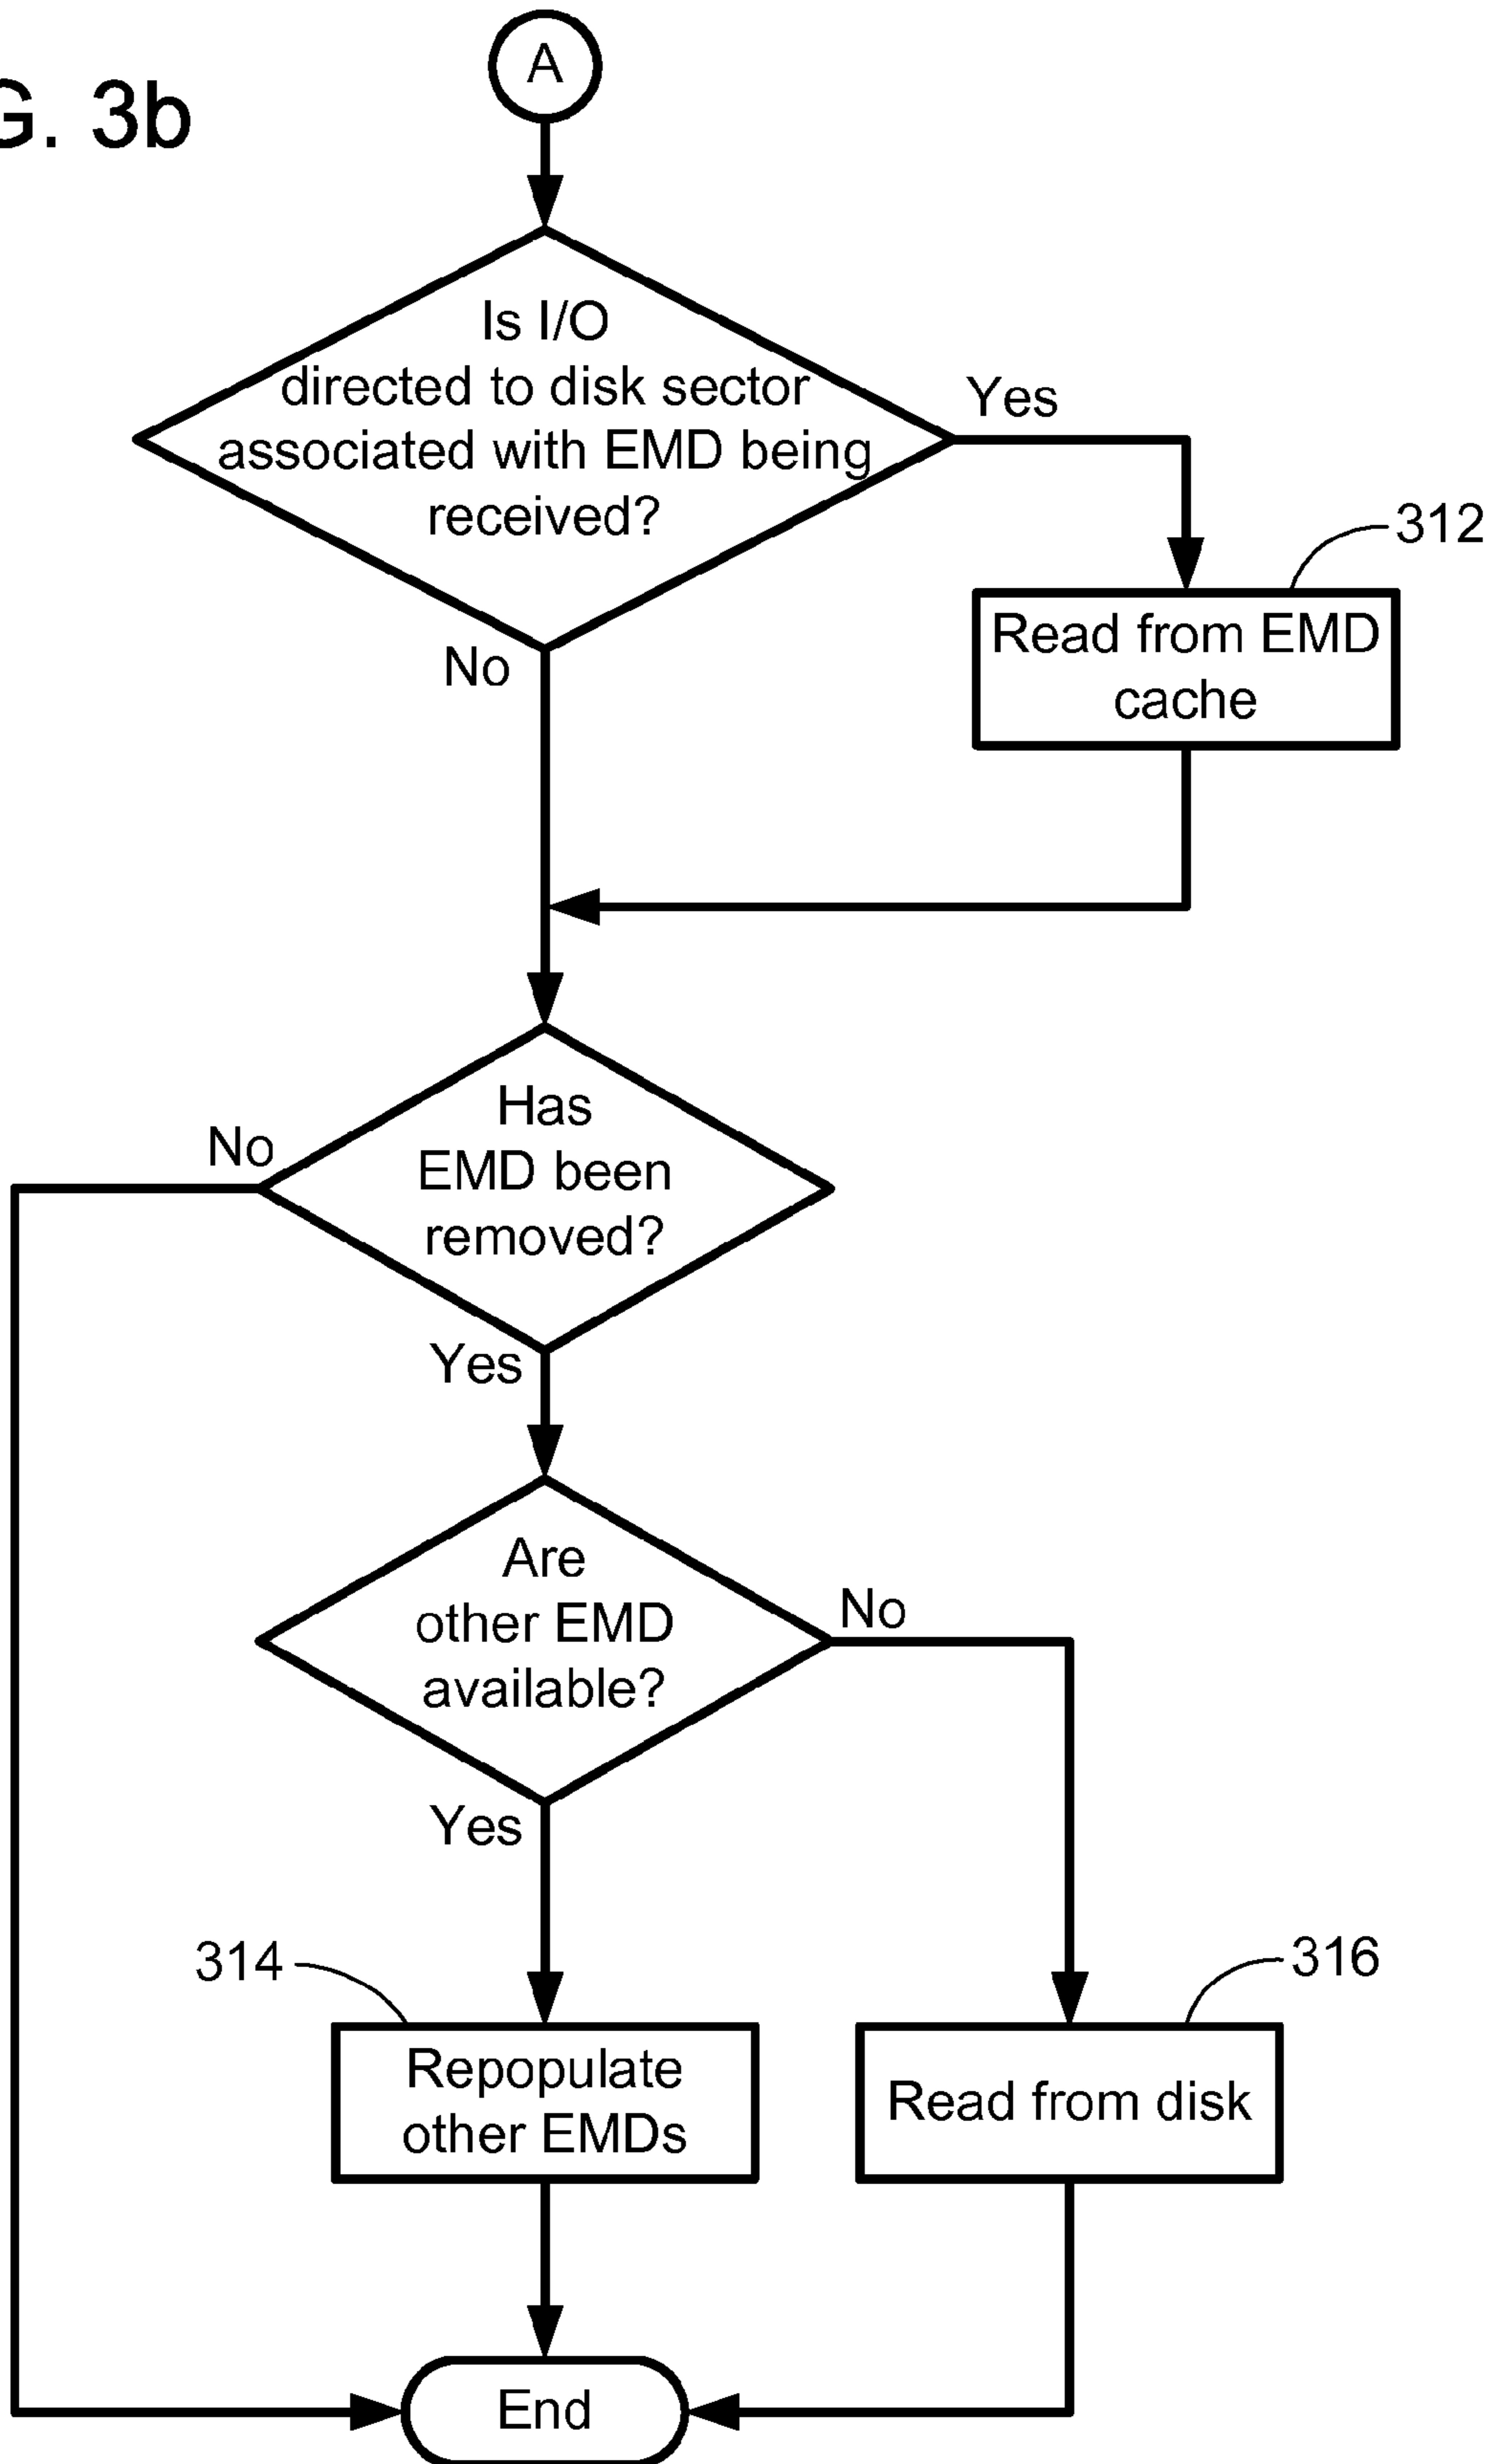 G. 3b
A
Is I/O
directed to disk sector
associated with EMD being
received?
Yes
312
Read from EMD
cache
No
Has
EMD been
removed?
No
Yes
Are
other EMD
available?
No
Yes
314
316
Repopulate
other EMDs
Read from disk
End